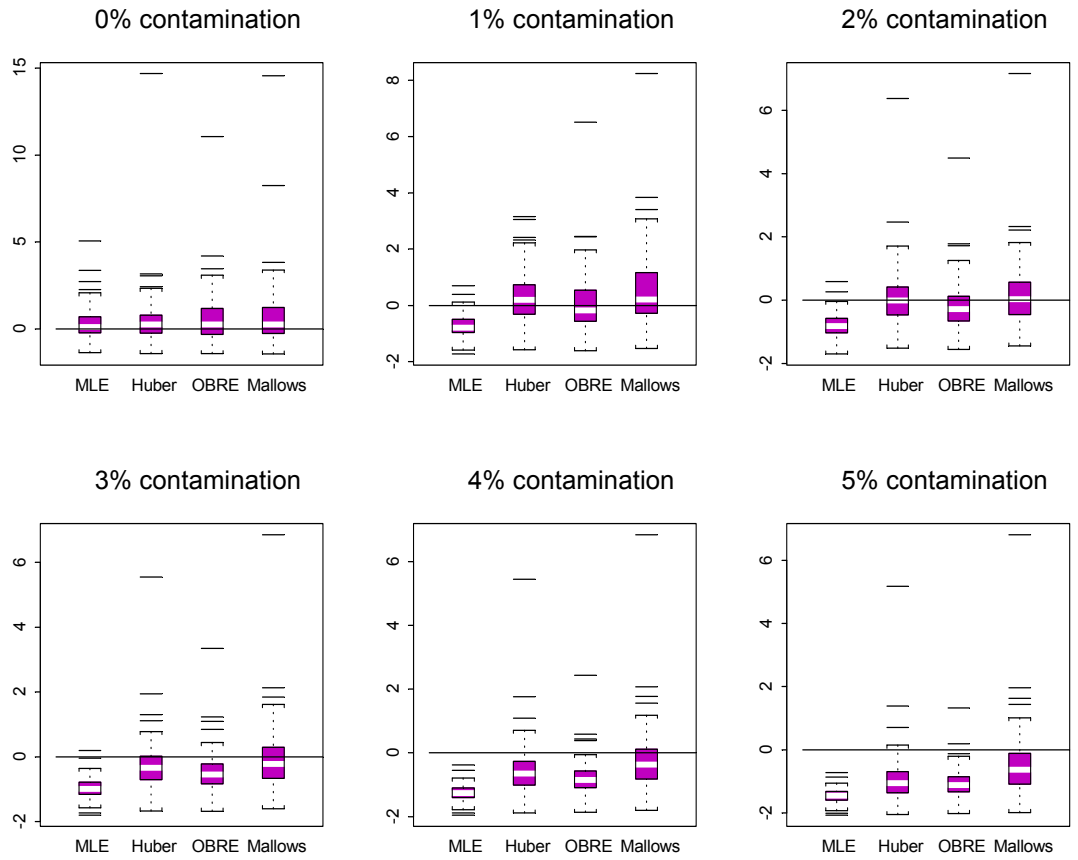 0% contamination
1% contamination
2% contamination
15
10
5
0
MLE Huber OBRE Mallows
8
6
4
2
0
-2
MLE Huber OBRE Mallows
6
4
2
0
-2
MLE Huber OBRE Mallows
3% contamination
4% contamination
5% contamination
6
4
2
0
-2
MLE Huber OBRE Mallows
6
4
2
0
-2
MLE Huber OBRE Mallows
6
4
2
0
-2
MLE Huber OBRE Mallows